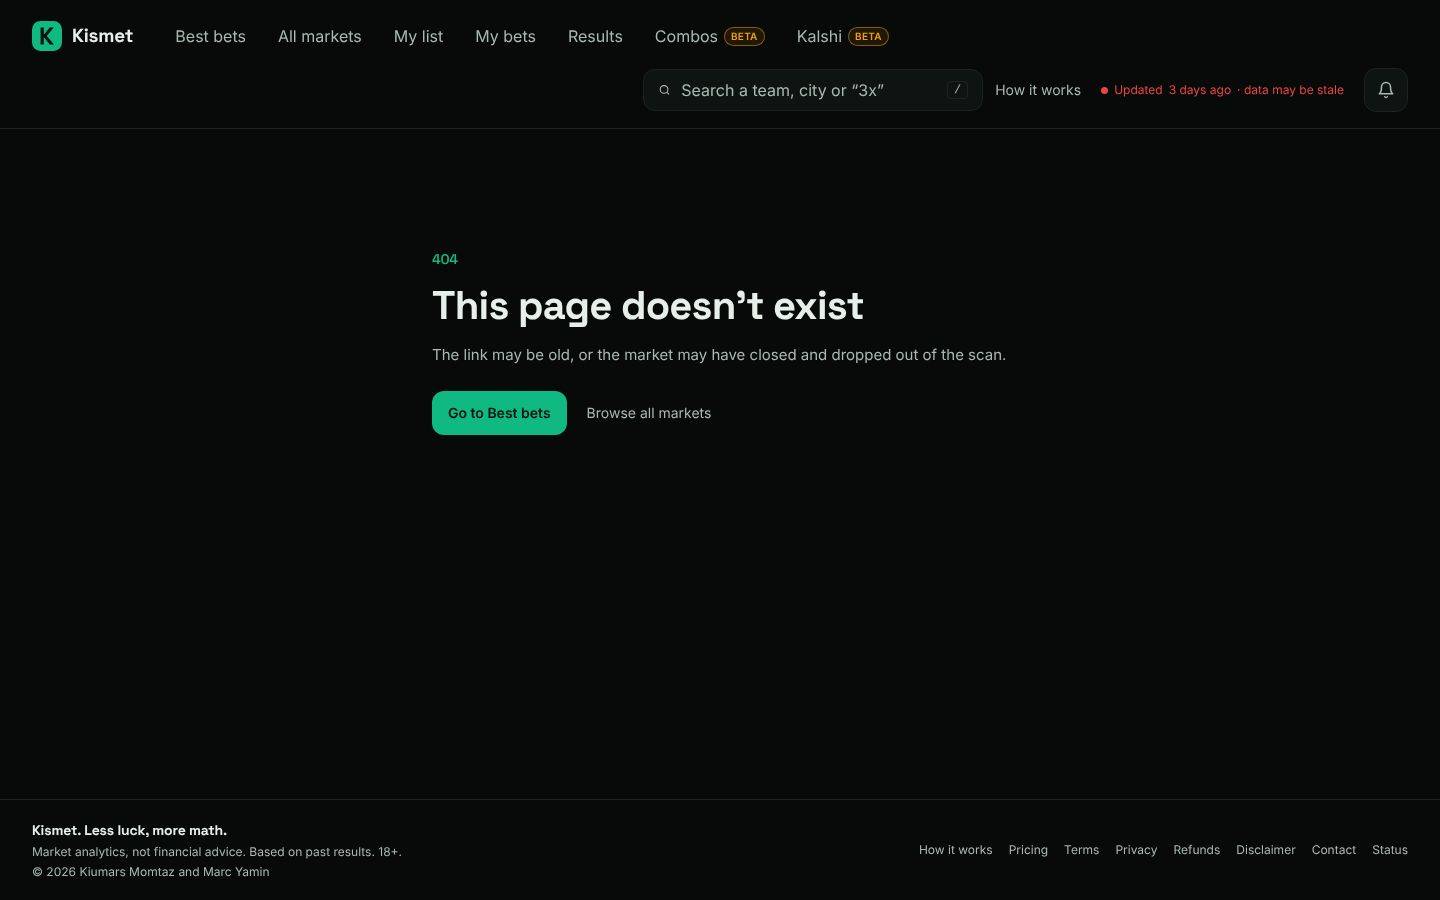 K Kismet Best bets All markets My list My bets Results Combos BETA Kalshi BETA
Search a team, city or “3x” / How it works Updated 3 days ago · data may be stale
404
This page doesn’t exist
The link may be old, or the market may have closed and dropped out of the scan.
Go to Best bets Browse all markets
Kismet. Less luck, more math.
Market analytics, not financial advice. Based on past results. 18+.
© 2026 Kiumars Momtaz and Marc Yamin
How it works Pricing Terms Privacy Refunds Disclaimer Contact Status